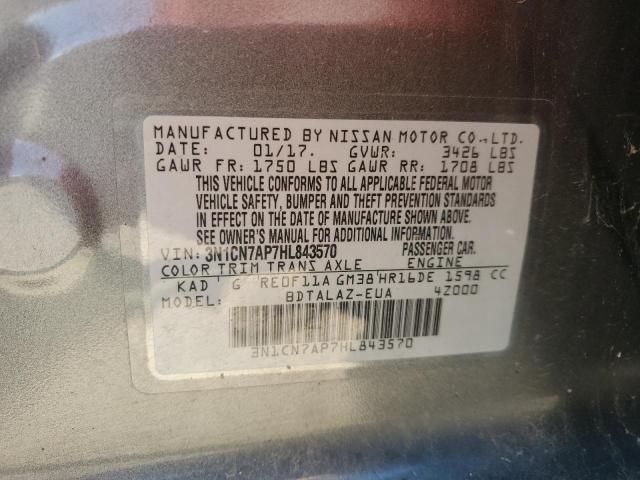 MANUFACTURED BY NISSAN MOTOR CO.,LTD.
DATE: 01/17. GVWR: 3426 LBS
GAWR FR: 1750 LBS GAWR RR: 1708 LBS
THIS VEHICLE CONFORMS TO ALL APPLICABLE FEDERAL MOTOR
VEHICLE SAFETY, BUMPER AND THEFT PREVENTION STANDARDS
IN EFFECT ON THE DATE OF MANUFACTURE SHOWN ABOVE.
SEE OWNER'S MANUAL FOR ADDITIONAL INFORMATION
VIN: 3N1CN7AP7HL843570 PASSENGER CAR.
COLOR TRIM TRANS AXLE ENGINE
KAD G RE0F11A GM38 HR16DE 1598 CC
MODEL: BDTALAZ-EUA 4Z000
3N1CN7AP7HL843570